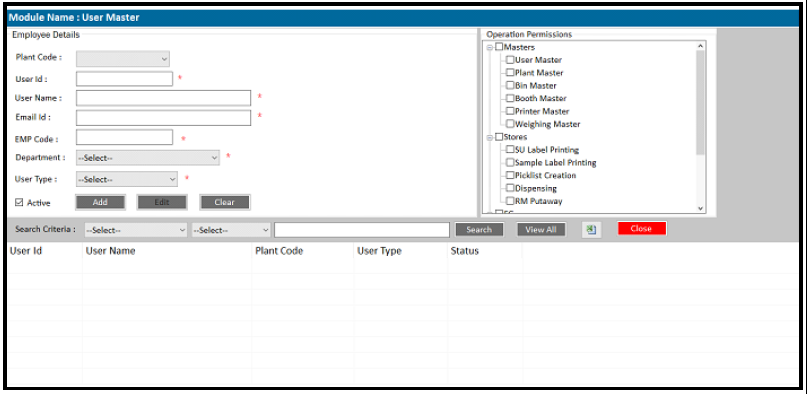 Module Name : User Master
Employee Details
Plant Code :
User Id : *
User Name : *
Email Id : *
EMP Code : *
Department : --Select-- *
User Type : --Select-- *
Active Add Edit Clear
Operation Permissions
Masters
User Master
Plant Master
Bin Master
Booth Master
Printer Master
Weighing Master
Stores
SU Label Printing
Sample Label Printing
Picklist Creation
Dispensing
RM Putaway
Search Criteria : --Select-- --Select-- Search View All Close
User Id User Name Plant Code User Type Status